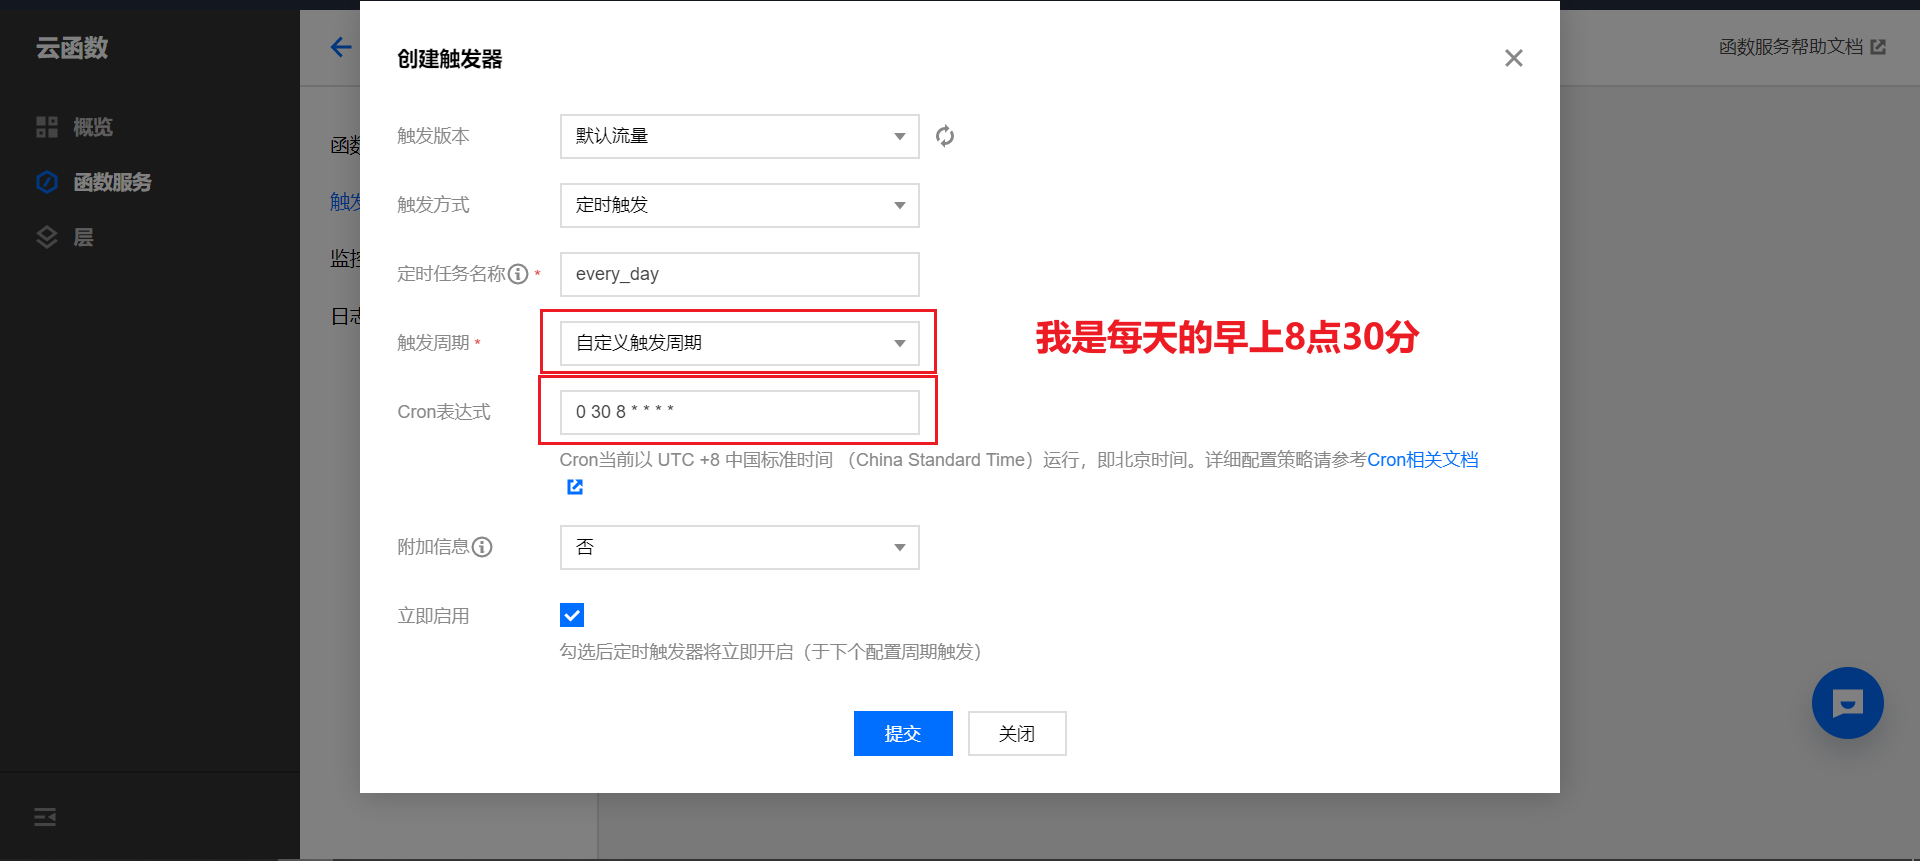 云函数
概览
函数服务
层
函数服务帮助文档
函数
触发
监控
日志
创建触发器
触发版本
默认流量
触发方式
定时触发
定时任务名称 *
every_day
触发周期 *
自定义触发周期
我是每天的早上8点30分
Cron表达式
0 30 8 * * * *
Cron当前以 UTC +8 中国标准时间 （China Standard Time）运行，即北京时间。详细配置策略请参考Cron相关文档
附加信息
否
立即启用
勾选后定时触发器将立即开启（于下个配置周期触发）
提交
关闭